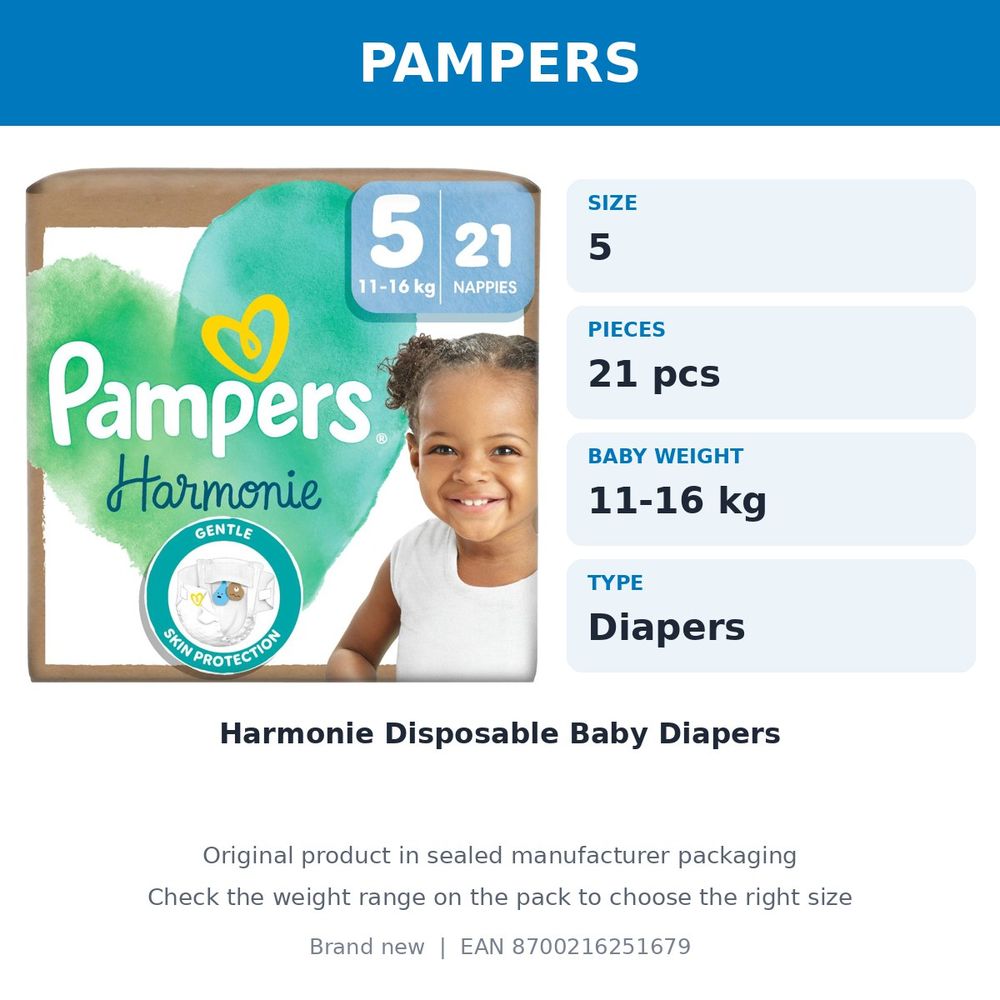 PAMPERS
5
11-16 kg
21
NAPPIES
Pampers®
Harmonie
GENTLE
SKIN PROTECTION
SIZE
5
PIECES
21 pcs
BABY WEIGHT
11-16 kg
TYPE
Diapers
Harmonie Disposable Baby Diapers
Original product in sealed manufacturer packaging
Check the weight range on the pack to choose the right size
Brand new | EAN 8700216251679